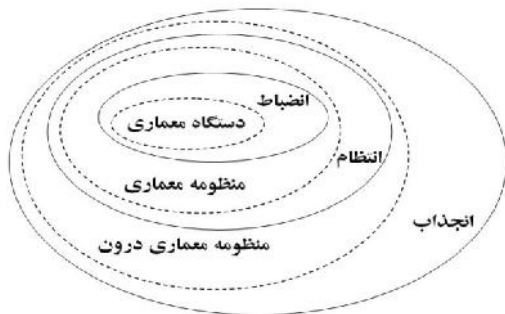 انضباط
دستگاه معماری
انتظام
منظومه معماری
انجذاب
منظومه معماری درون